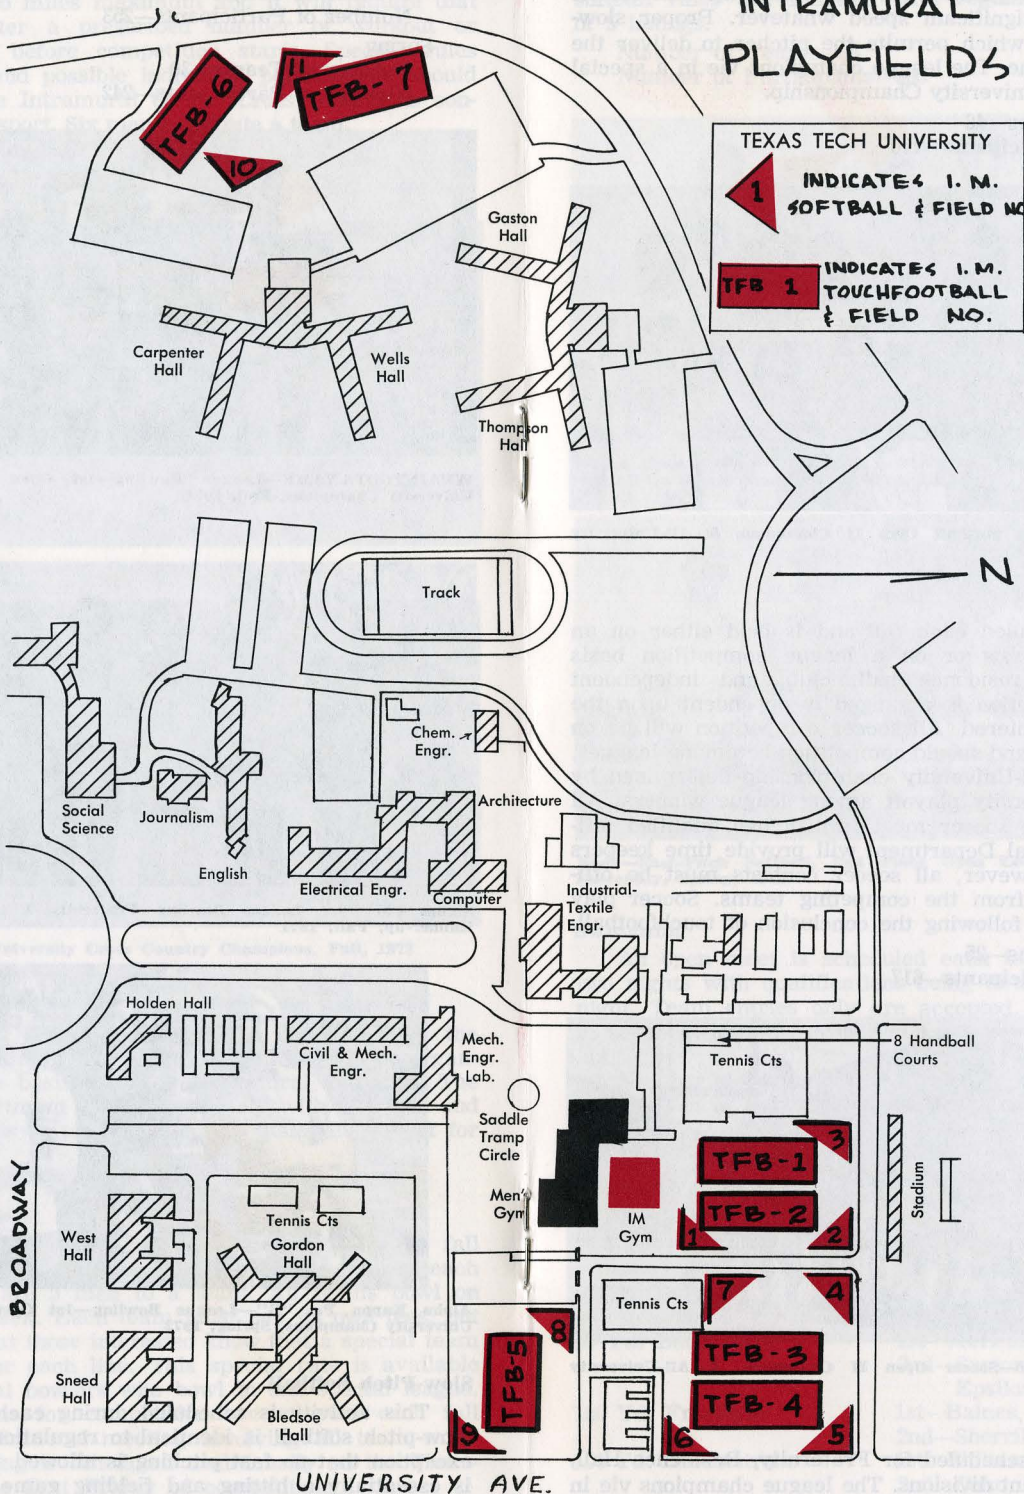 INTRAMURAL
PLAYFIELDS
TEXAS TECH UNIVERSITY
1
INDICATES I. M.
SOFTBALL & FIELD NO
TFB 1
INDICATES I.M.
TOUCHFOOTBALL
& FIELD NO.
TFB-6
11
TFB-7
10
Gaston
Hall
Carpenter
Hall
Wells
Hall
Thompson
Hall
N
Track
Chem.
Engr.
Social
Science
Journalism
English
Architecture
Electrical Engr.
Computer
Industrial-
Textile
Engr.
Holden Hall
Civil & Mech.
Engr.
Mech.
Engr.
Lab.
Tennis Cts
8 Handball
Courts
Saddle
Tramp
Circle
Men's
Gym
IM
Gym
TFB-1
3
TFB-2
1
2
Stadium
BROADWAY
West
Hall
Tennis Cts
Gordon
Hall
Tennis Cts
7
4
TFB-3
TFB-4
6
5
8
TFB-5
9
Sneed
Hall
Bledsoe
Hall
UNIVERSITY AVE.